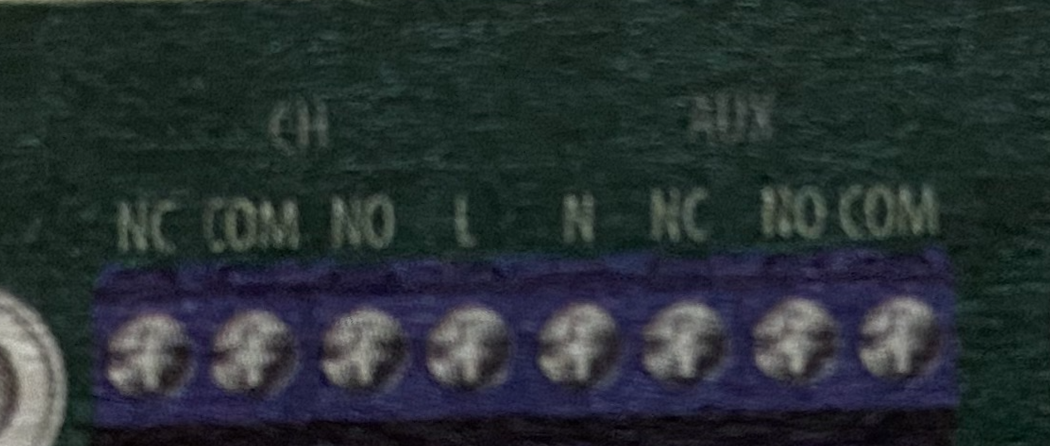 CH AUX
NC COM NO L N NC NO COM